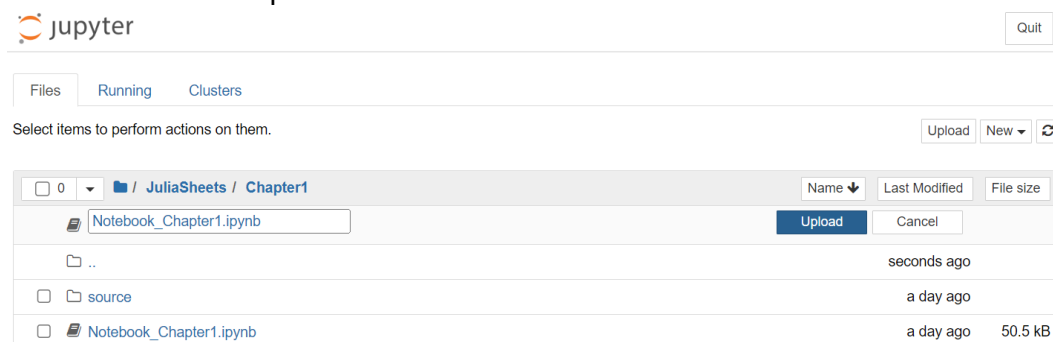 jupyter Quit
Files Running Clusters
Select items to perform actions on them. Upload New
0 / JuliaSheets / Chapter1 Name Last Modified File size
Notebook_Chapter1.ipynb Upload Cancel
.. seconds ago
source a day ago
Notebook_Chapter1.ipynb a day ago 50.5 kB